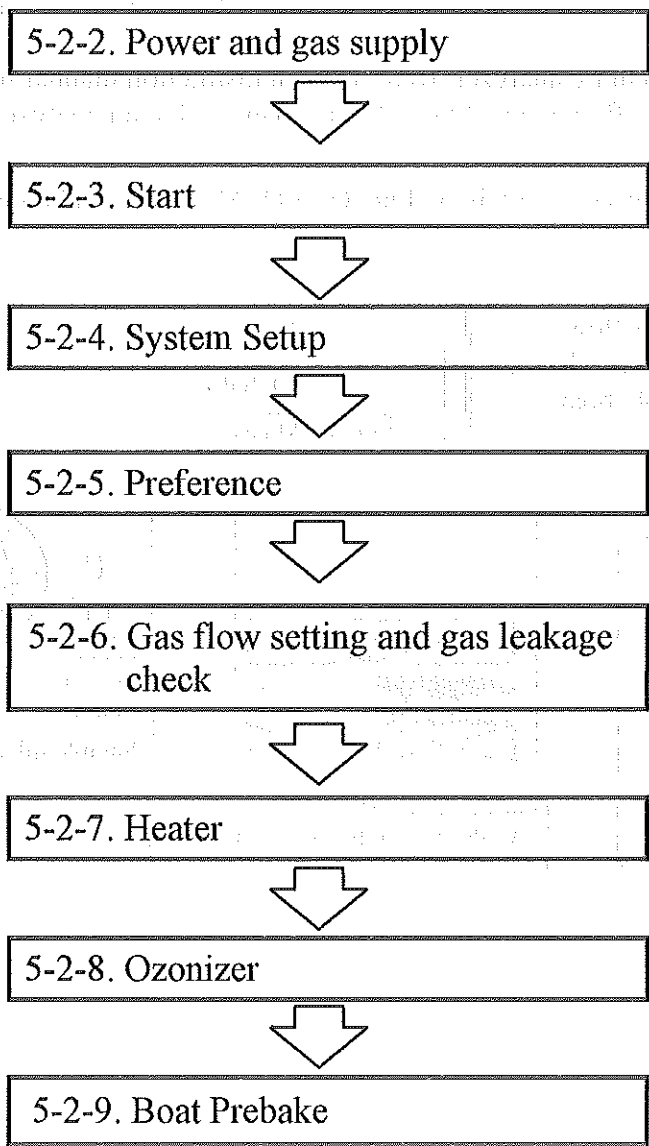 5-2-2. Power and gas supply
5-2-3. Start
5-2-4. System Setup
5-2-5. Preference
5-2-6. Gas flow setting and gas leakage
check
5-2-7. Heater
5-2-8. Ozonizer
5-2-9. Boat Prebake